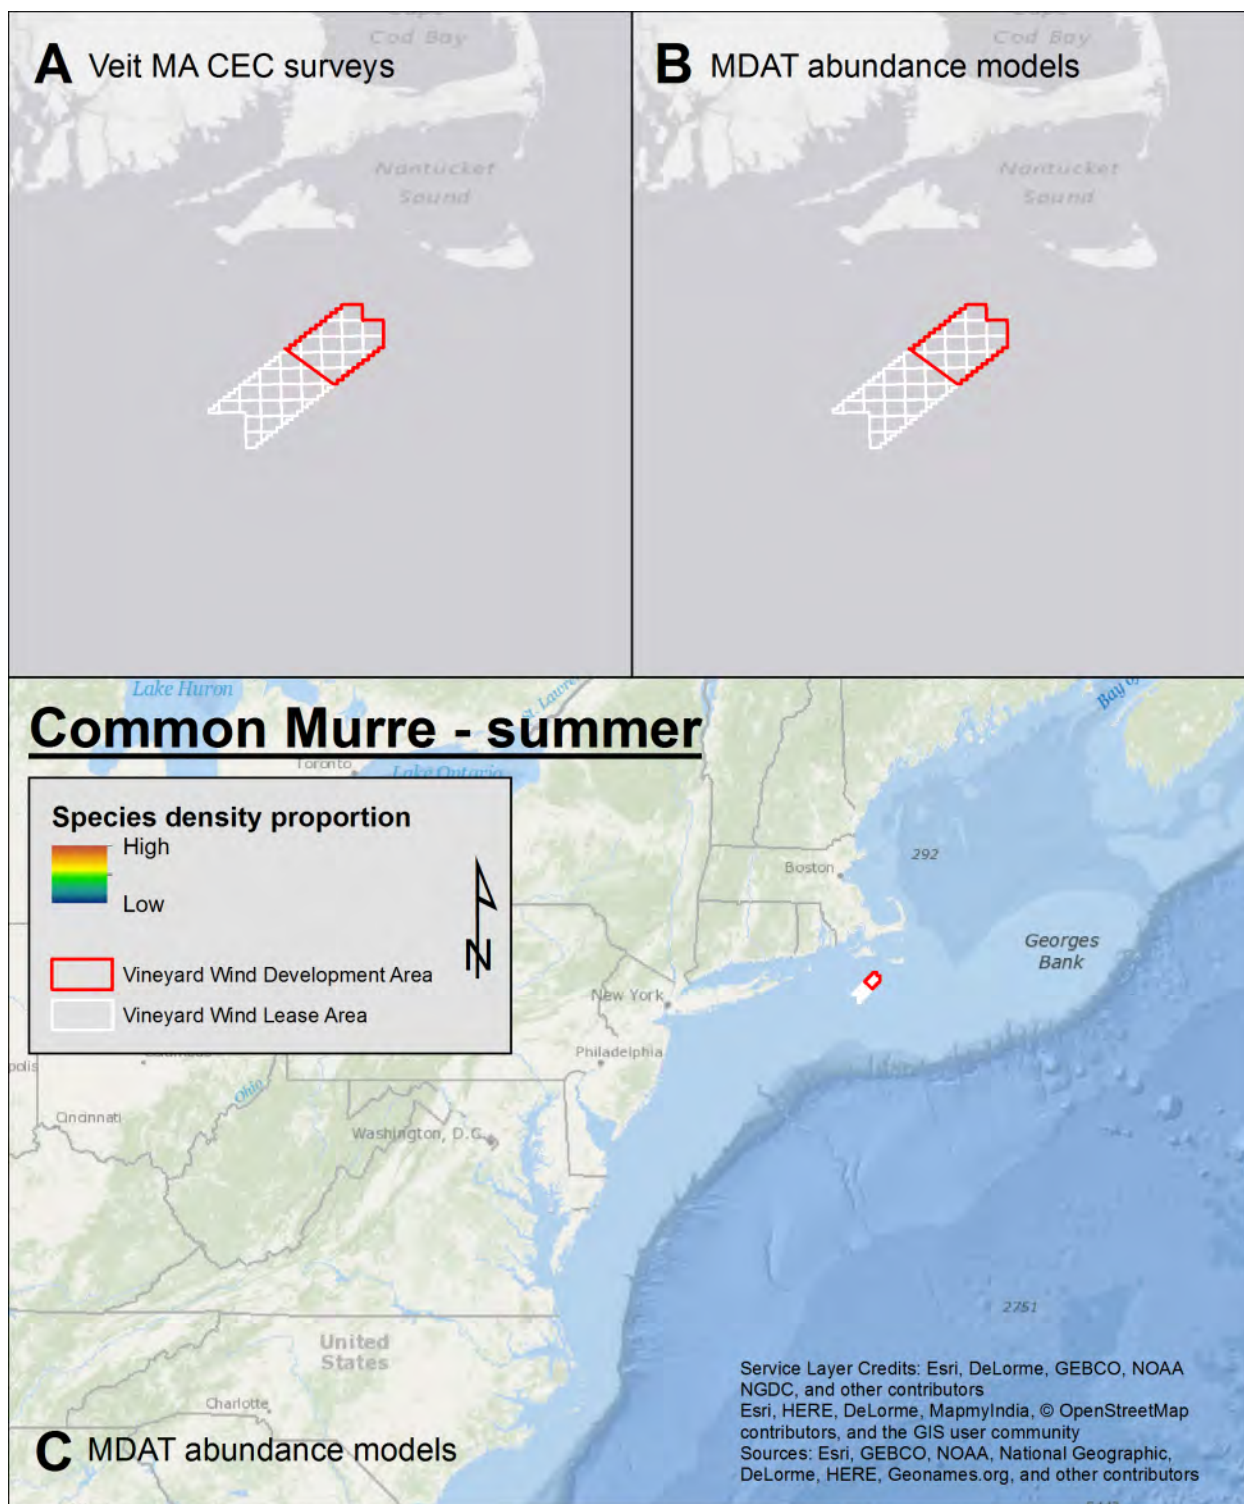 Cod Bay
Cod Bay
A Veit MA CEC surveys
B MDAT abundance models
Nantucket
Sound
Nantucket
Sound
Lake Huron
Bay of
Common Murre - summer
Toronto
Lake Ontario
Species density proportion
High
Low
N
Vineyard Wind Development Area
Vineyard Wind Lease Area
Boston
292
Georges
Bank
New York
Philadelphia
Ohio
Cincinnati
Washington, D.C.
2751
United
States
Charlotte
Service Layer Credits: Esri, DeLorme, GEBCO, NOAA
NGDC, and other contributors
Esri, HERE, DeLorme, MapmyIndia, © OpenStreetMap
contributors, and the GIS user community
Sources: Esri, GEBCO, NOAA, National Geographic,
DeLorme, HERE, Geonames.org, and other contributors
C MDAT abundance models